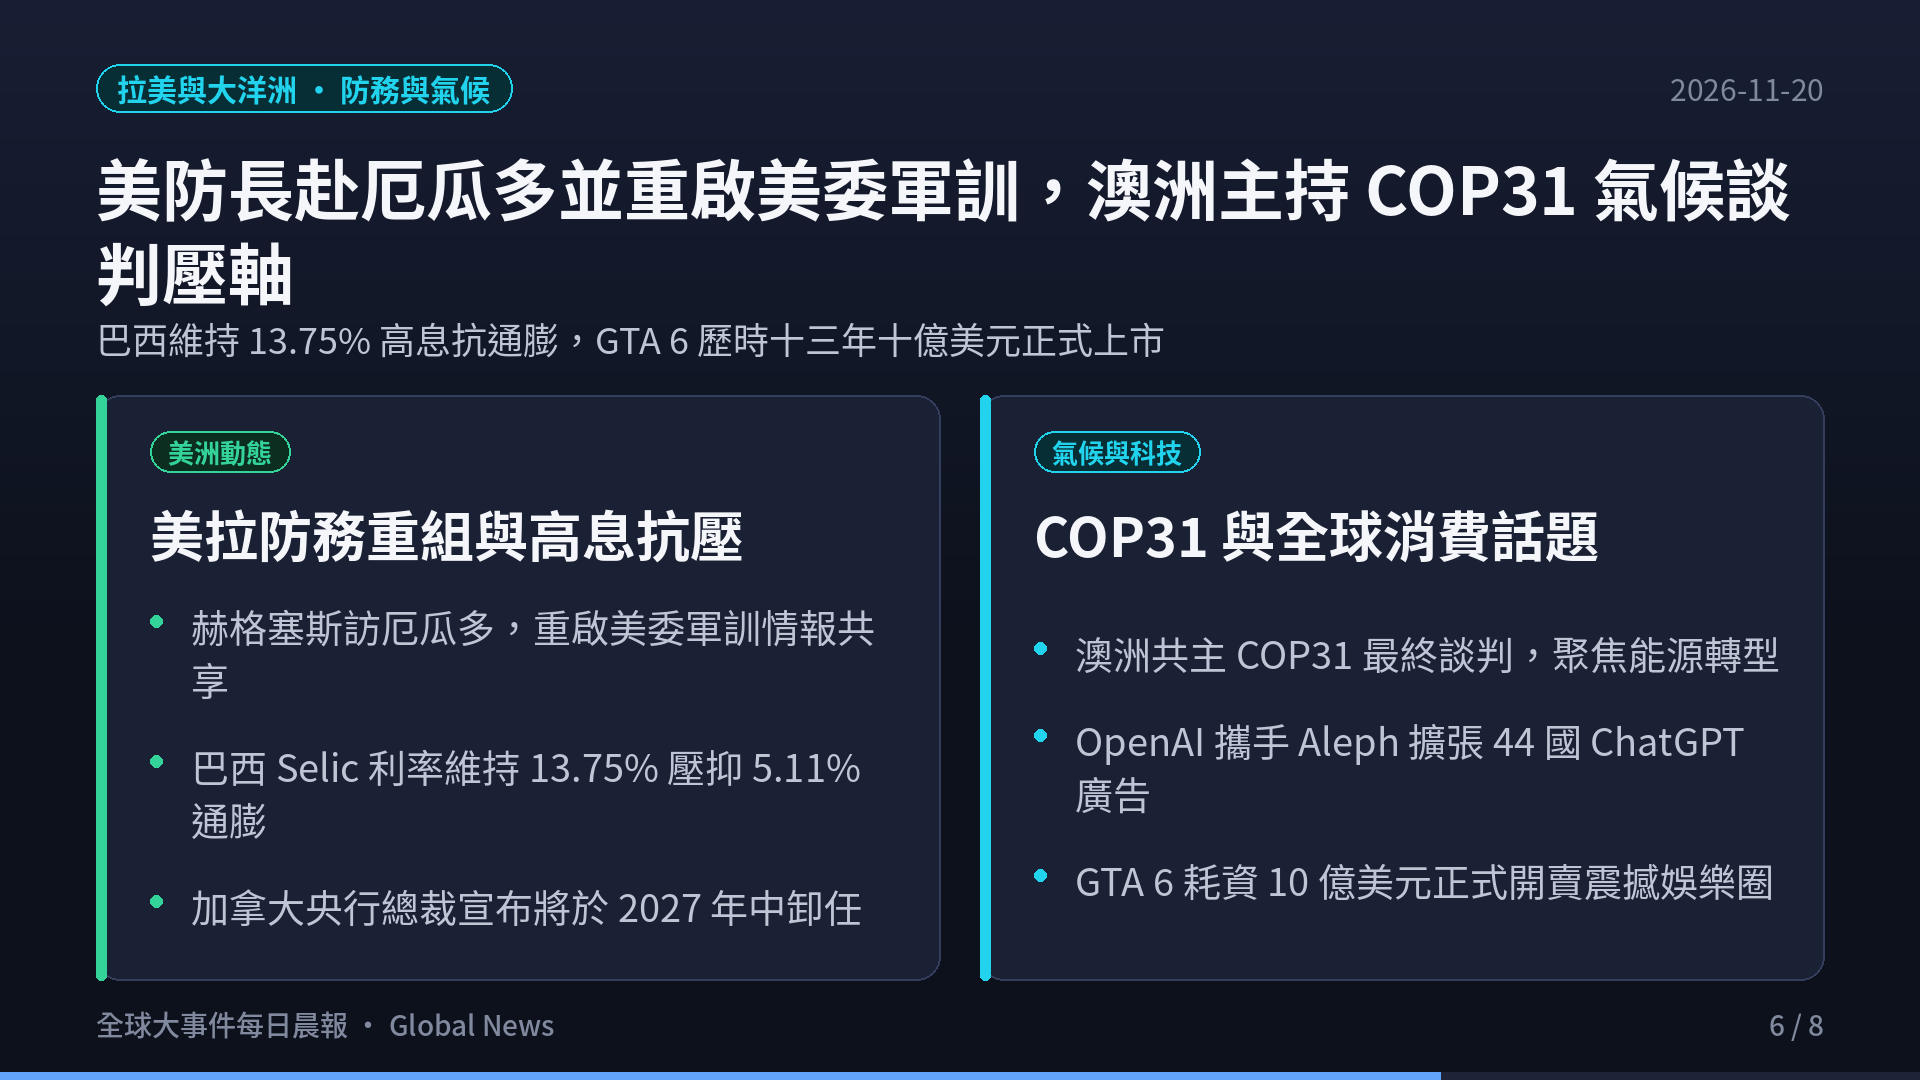 拉美與大洋洲 • 防務與氣候
2026-11-20
美防長赴厄瓜多並重啟美委軍訓，澳洲主持 COP31 氣候談
判壓軸
巴西維持 13.75% 高息抗通膨，GTA 6 歷時十三年十億美元正式上市
美洲動態
美拉防務重組與高息抗壓
• 赫格塞斯訪厄瓜多，重啟美委軍訓情報共
享
• 巴西 Selic 利率維持 13.75% 壓抑 5.11%
通膨
• 加拿大央行總裁宣布將於 2027 年中卸任
氣候與科技
COP31 與全球消費話題
• 澳洲共主 COP31 最終談判，聚焦能源轉型
• OpenAI 攜手 Aleph 擴張 44 國 ChatGPT
廣告
• GTA 6 耗資 10 億美元正式開賣震撼娛樂圈
全球大事件每日晨報 • Global News
6 / 8